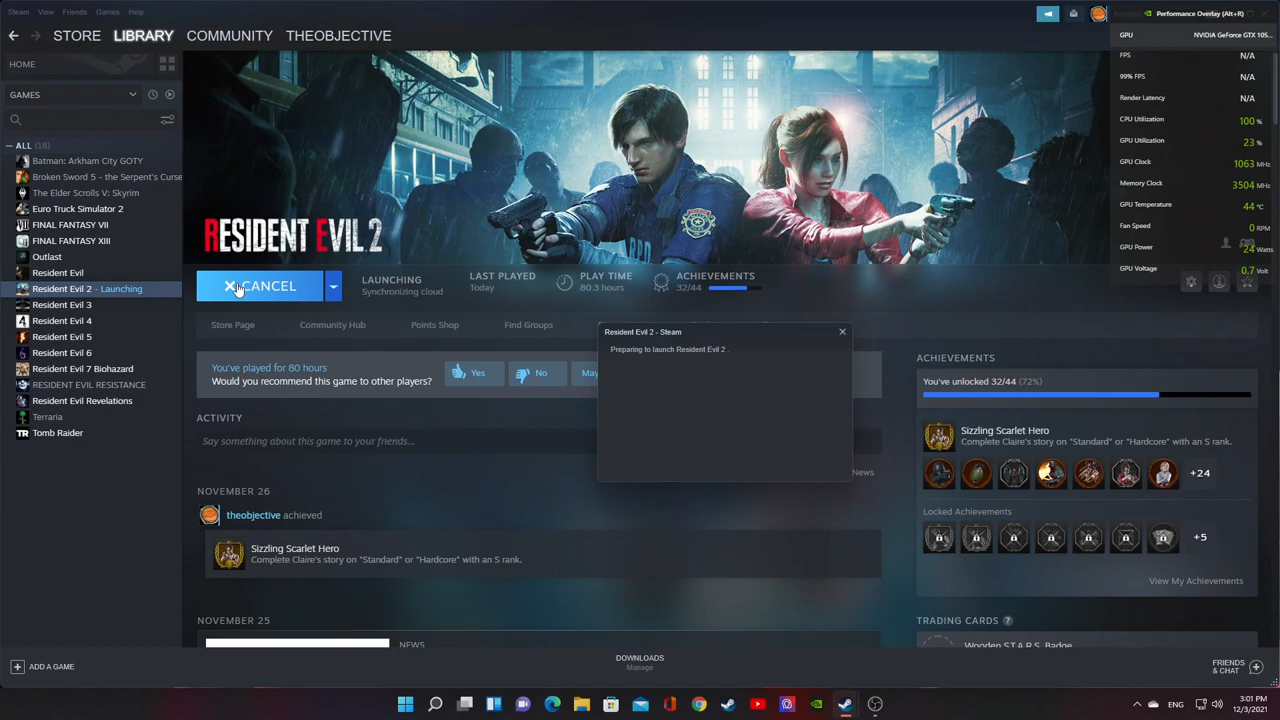 Steam View Friends Games Help
Performance Overlay (Alt+R)
STORE LIBRARY COMMUNITY THEOBJECTIVE
GPU NVIDIA GeForce GTX 105...
FPS N/A
99% FPS N/A
Render Latency N/A
CPU Utilization 100 %
GPU Utilization 23 %
GPU Clock 1063 MHz
Memory Clock 3504 MHz
GPU Temperature 44 °C
Fan Speed 0 RPM
GPU Power 24 Watts
GPU Voltage 0.7 Volt
HOME
GAMES
ALL (18)
Batman: Arkham City GOTY
Broken Sword 5 - the Serpent's Curse
The Elder Scrolls V: Skyrim
Euro Truck Simulator 2
FINAL FANTASY VII
FINAL FANTASY XIII
Outlast
Resident Evil
Resident Evil 2 - Launching
Resident Evil 3
Resident Evil 4
Resident Evil 5
Resident Evil 6
Resident Evil 7 Biohazard
RESIDENT EVIL RESISTANCE
Resident Evil Revelations
Terraria
Tomb Raider
RESIDENT EVIL 2
R.P.D.
CANCEL
LAUNCHING
Synchronizing cloud
LAST PLAYED
Today
PLAY TIME
80.3 hours
ACHIEVEMENTS
32/44
Store Page Community Hub Points Shop Find Groups
Resident Evil 2 - Steam
Preparing to launch Resident Evil 2 .
You've played for 80 hours
Would you recommend this game to other players?
Yes No May
ACTIVITY
Say something about this game to your friends...
News
NOVEMBER 26
theobjective achieved
Sizzling Scarlet Hero
Complete Claire's story on "Standard" or "Hardcore" with an S rank.
NOVEMBER 25
NEWS
ACHIEVEMENTS
You've unlocked 32/44 (72%)
Sizzling Scarlet Hero
Complete Claire's story on "Standard" or "Hardcore" with an S rank.
+24
Locked Achievements
+5
View My Achievements
TRADING CARDS ?
Wooden S.T.A.R.S. Badge
ADD A GAME
DOWNLOADS
Manage
FRIENDS
& CHAT
ENG
3:01 PM
12/3/2021